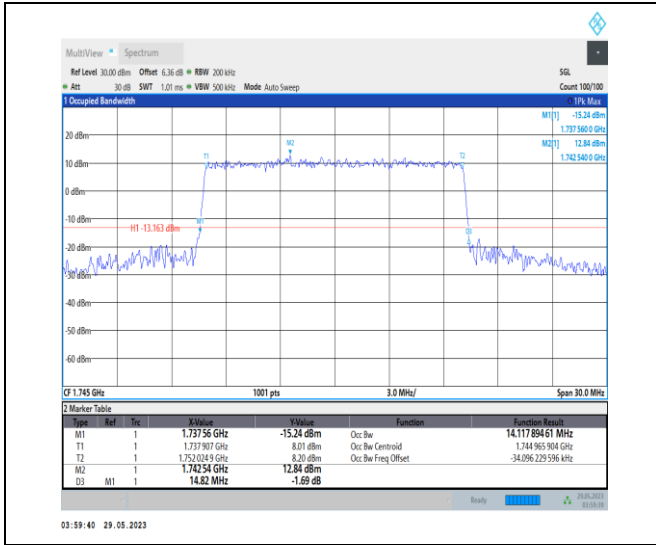 MultiView Spectrum
Ref Level 30.00 dBm Offset 6.36 dB RBW 200 kHz SGL
Att 30 dB SWT 1.01 ms VBW 500 kHz Mode Auto Sweep Count 100/100
1 Occupied Bandwidth 1Pk Max
M1[1] -15.24 dBm
1.737 560 0 GHz
M2[1] 12.84 dBm
1.742 540 0 GHz
20 dBm
M2
T1 T2
10 dBm
0 dBm
-10 dBm
M1
H1 -13.163 dBm
D3
-20 dBm
-30 dBm
-40 dBm
-50 dBm
-60 dBm
CF 1.745 GHz 1001 pts 3.0 MHz/ Span 30.0 MHz
2 Marker Table
Type Ref Trc X-Value Y-Value Function Function Result
M1 1 1.737 56 GHz -15.24 dBm Occ Bw 14.117 894 61 MHz
T1 1 1.737 907 GHz 8.01 dBm Occ Bw Centroid 1.744 965 904 GHz
T2 1 1.752 024 9 GHz 8.20 dBm Occ Bw Freq Offset -34.096 229 596 kHz
M2 1 1.742 54 GHz 12.84 dBm
D3 M1 1 14.82 MHz -1.69 dB
Ready 29.05.2023
03:59:39
03:59:40 29.05.2023